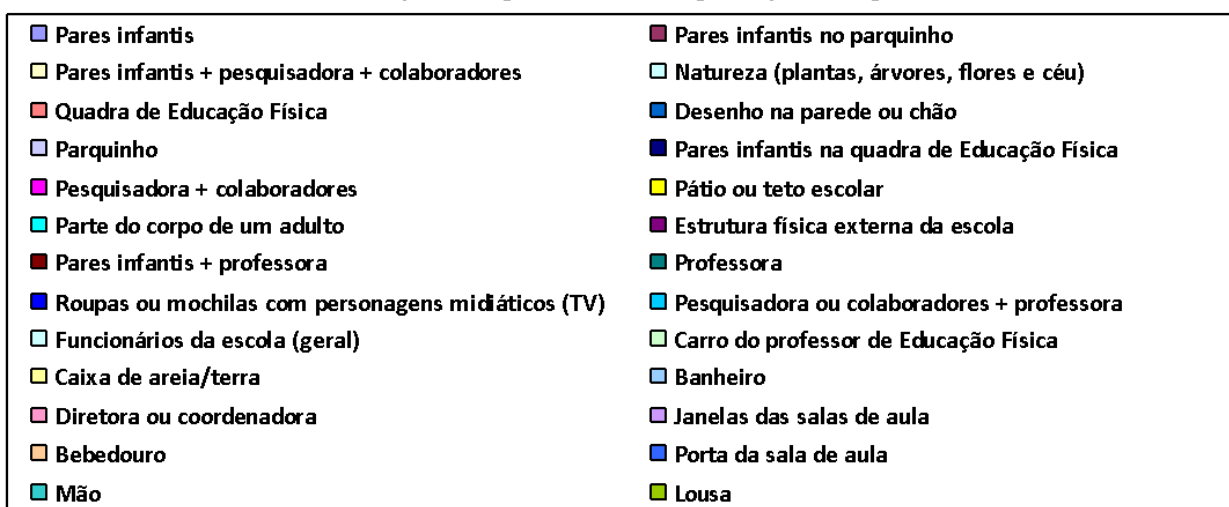 Pares infantis
Pares infantis no parquinho
Pares infantis + pesquisadora + colaboradores
Natureza (plantas, árvores, flores e céu)
Quadra de Educação Física
Desenho na parede ou chão
Parquinho
Pares infantis na quadra de Educação Física
Pesquisadora + colaboradores
Pátio ou teto escolar
Parte do corpo de um adulto
Estrutura física externa da escola
Pares infantis + professora
Professora
Roupas ou mochilas com personagens midiáticos (TV)
Pesquisadora ou colaboradores + professora
Funcionários da escola (geral)
Carro do professor de Educação Física
Caixa de areia/terra
Banheiro
Diretora ou coordenadora
Janelas das salas de aula
Bebedouro
Porta da sala de aula
Mão
Lousa